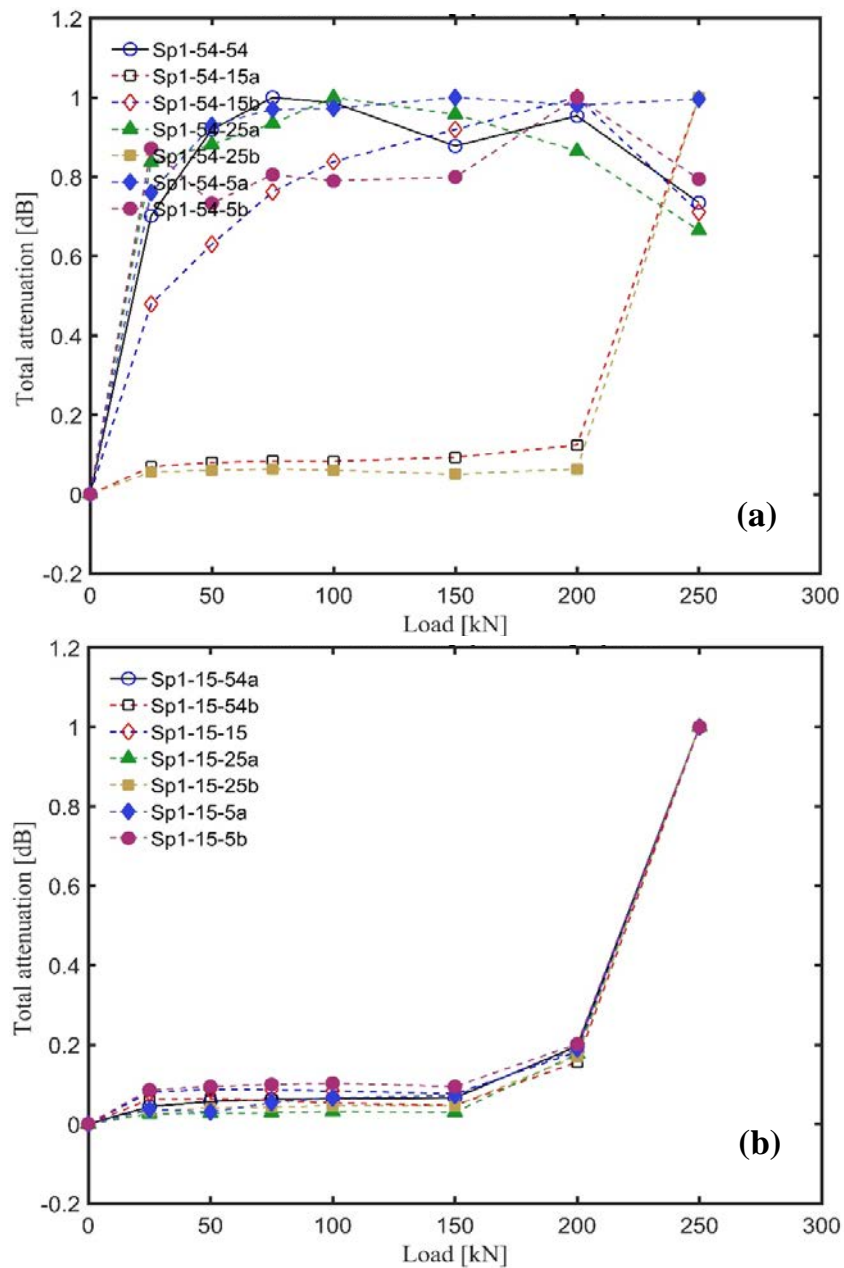 1.2
Sp1-54-54
Sp1-54-15a
1
Sp1-54-15b
Sp1-54-25a
Sp1-54-25b
0.8
Sp1-54-5a
Sp1-54-5b
Total attenuation [dB]
0.6
0.4
0.2
0
(a)
-0.2
0 50 100 150 200 250 300
Load [kN]
1.2
Sp1-15-54a
Sp1-15-54b
1
Sp1-15-15
Sp1-15-25a
Sp1-15-25b
0.8
Sp1-15-5a
Sp1-15-5b
Total attenuation [dB]
0.6
0.4
0.2
0
(b)
-0.2
0 50 100 150 200 250 300
Load [kN]